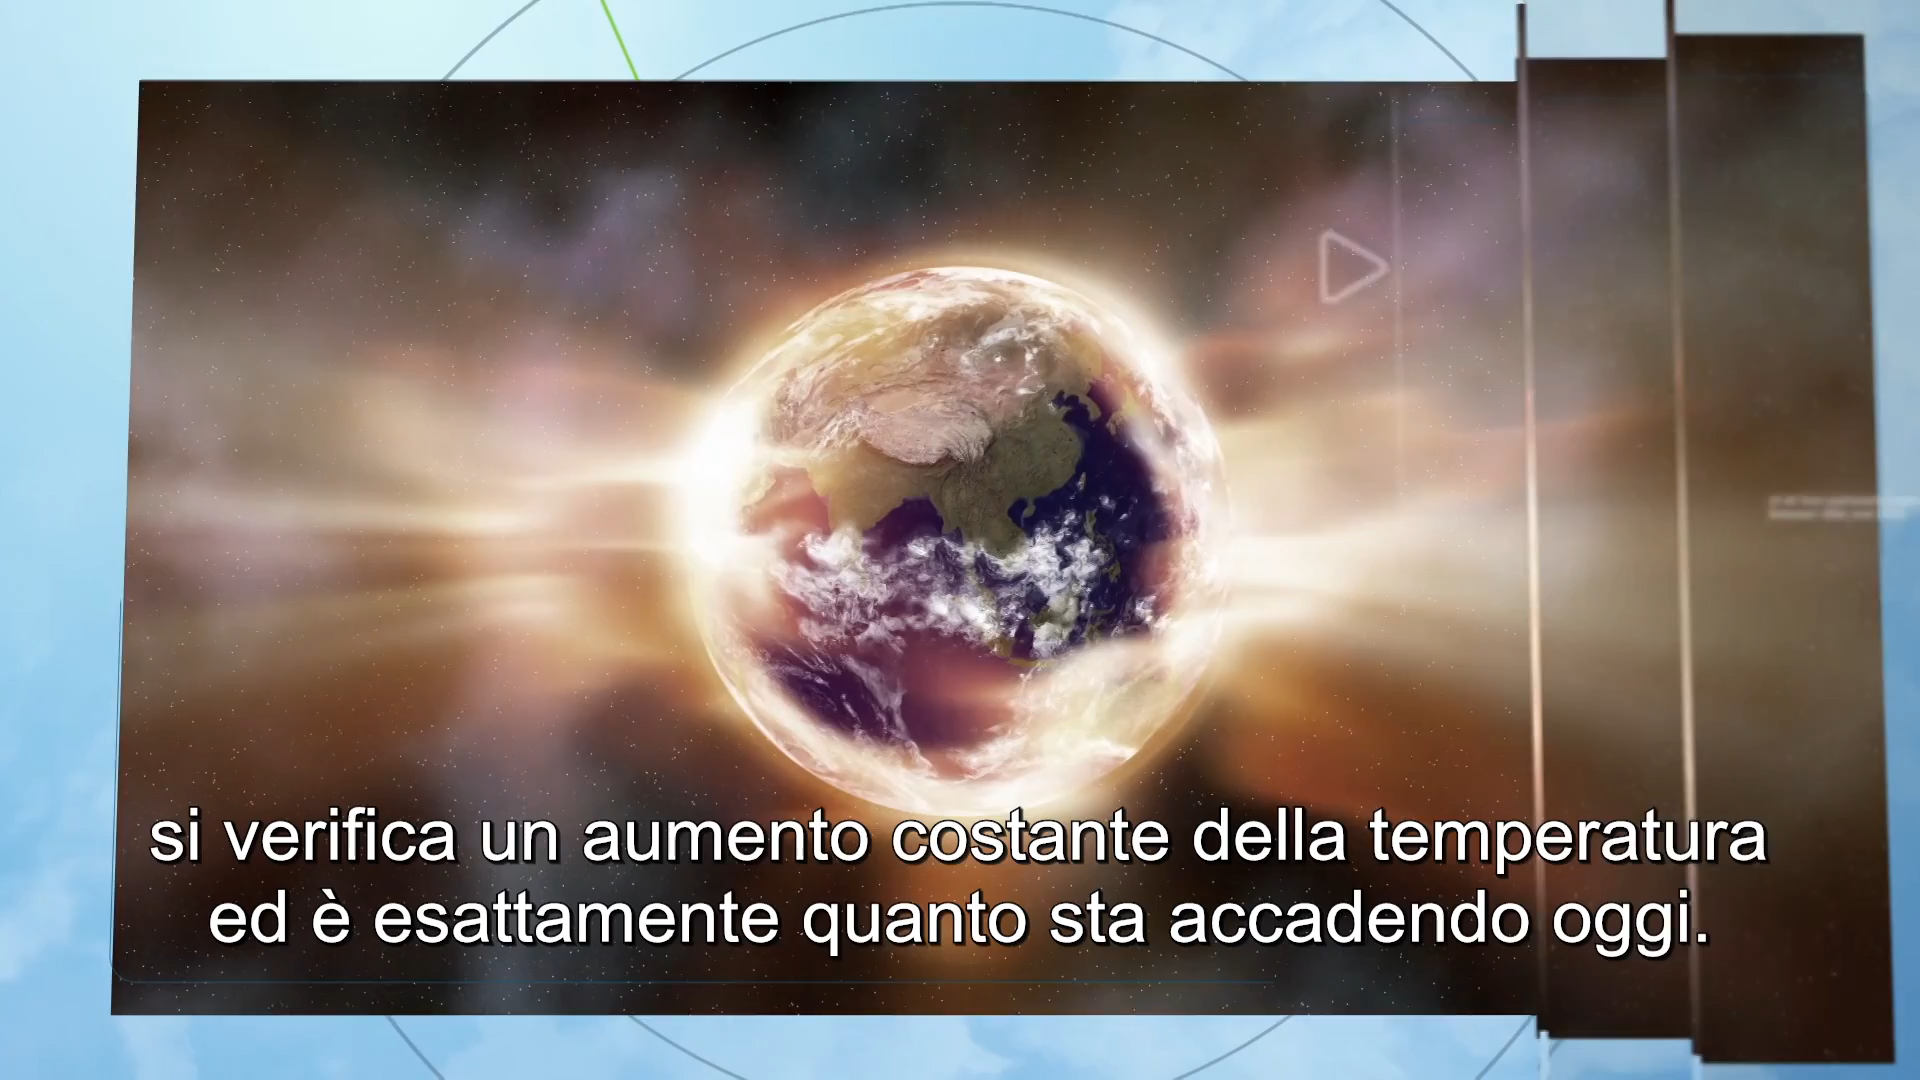 si verifica un aumento costante della temperatura
ed è esattamente quanto sta accadendo oggi.